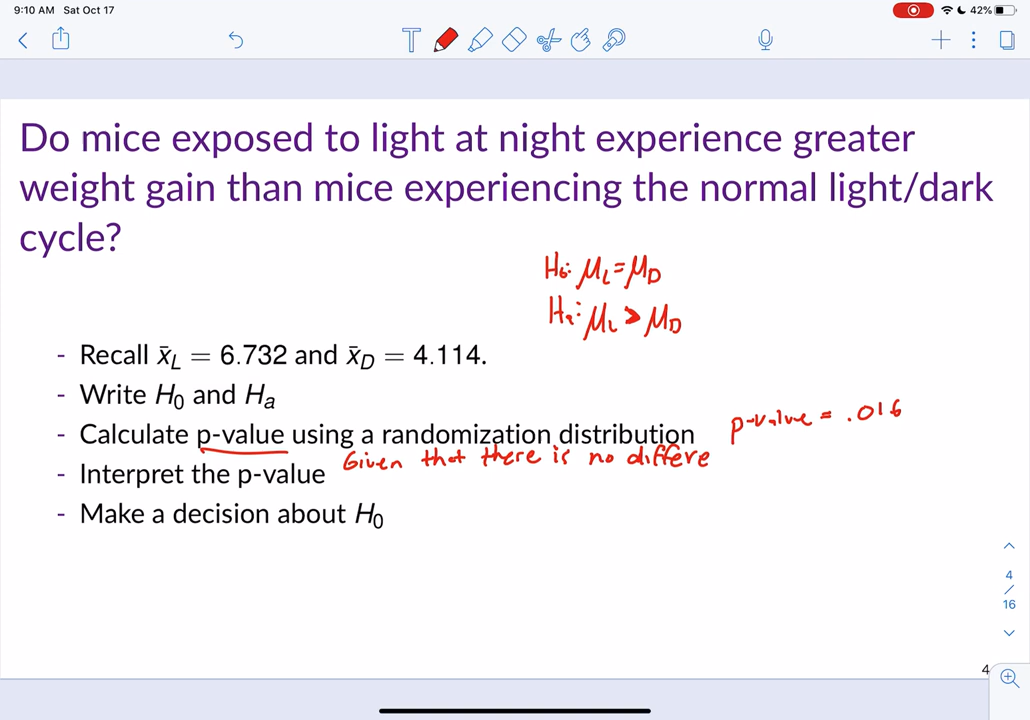 9:10 AM Sat Oct 17
42%
Do mice exposed to light at night experience greater
weight gain than mice experiencing the normal light/dark
cycle?
H₀: μL = μD
Hₐ: μL > μD
- Recall x̄L = 6.732 and x̄D = 4.114.
- Write H₀ and Hₐ
- Calculate p-value using a randomization distribution
p-value = .016
Given that there is no differe
- Interpret the p-value
- Make a decision about H₀
4
/
16
4